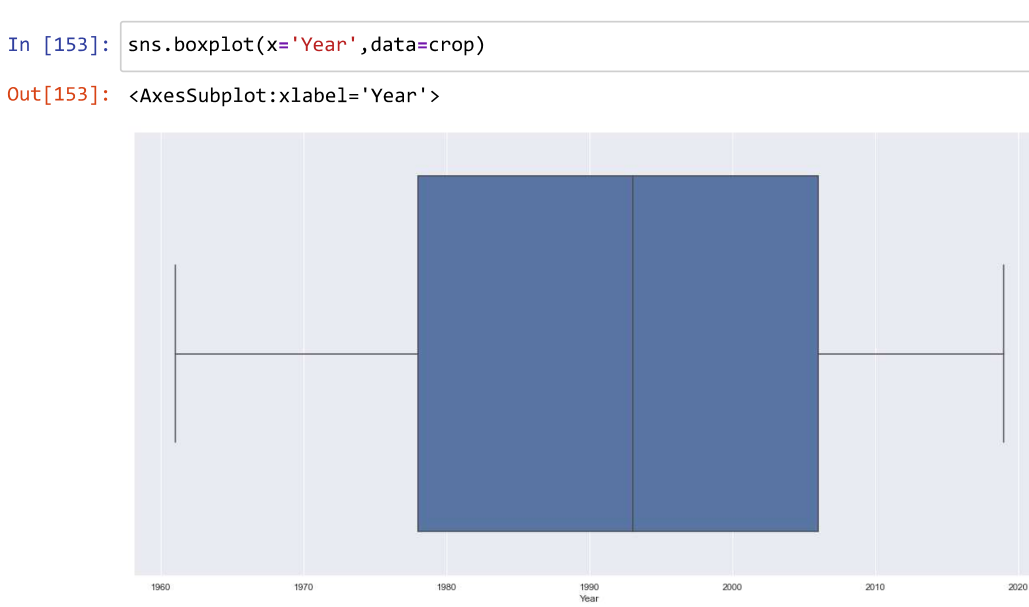 In [153]: sns.boxplot(x='Year',data=crop)
Out[153]: <AxesSubplot:xlabel='Year'>
1960 1970 1980 1990 2000 2010 2020
Year